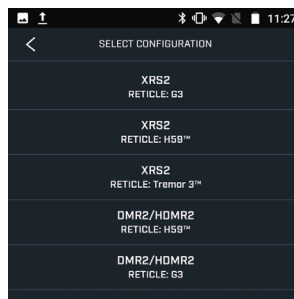 11:27
SELECT CONFIGURATION
XRS2
RETICLE: G3
XRS2
RETICLE: H59™
XRS2
RETICLE: Tremor 3™
DMR2/HDMR2
RETICLE: H59™
DMR2/HDMR2
RETICLE: G3